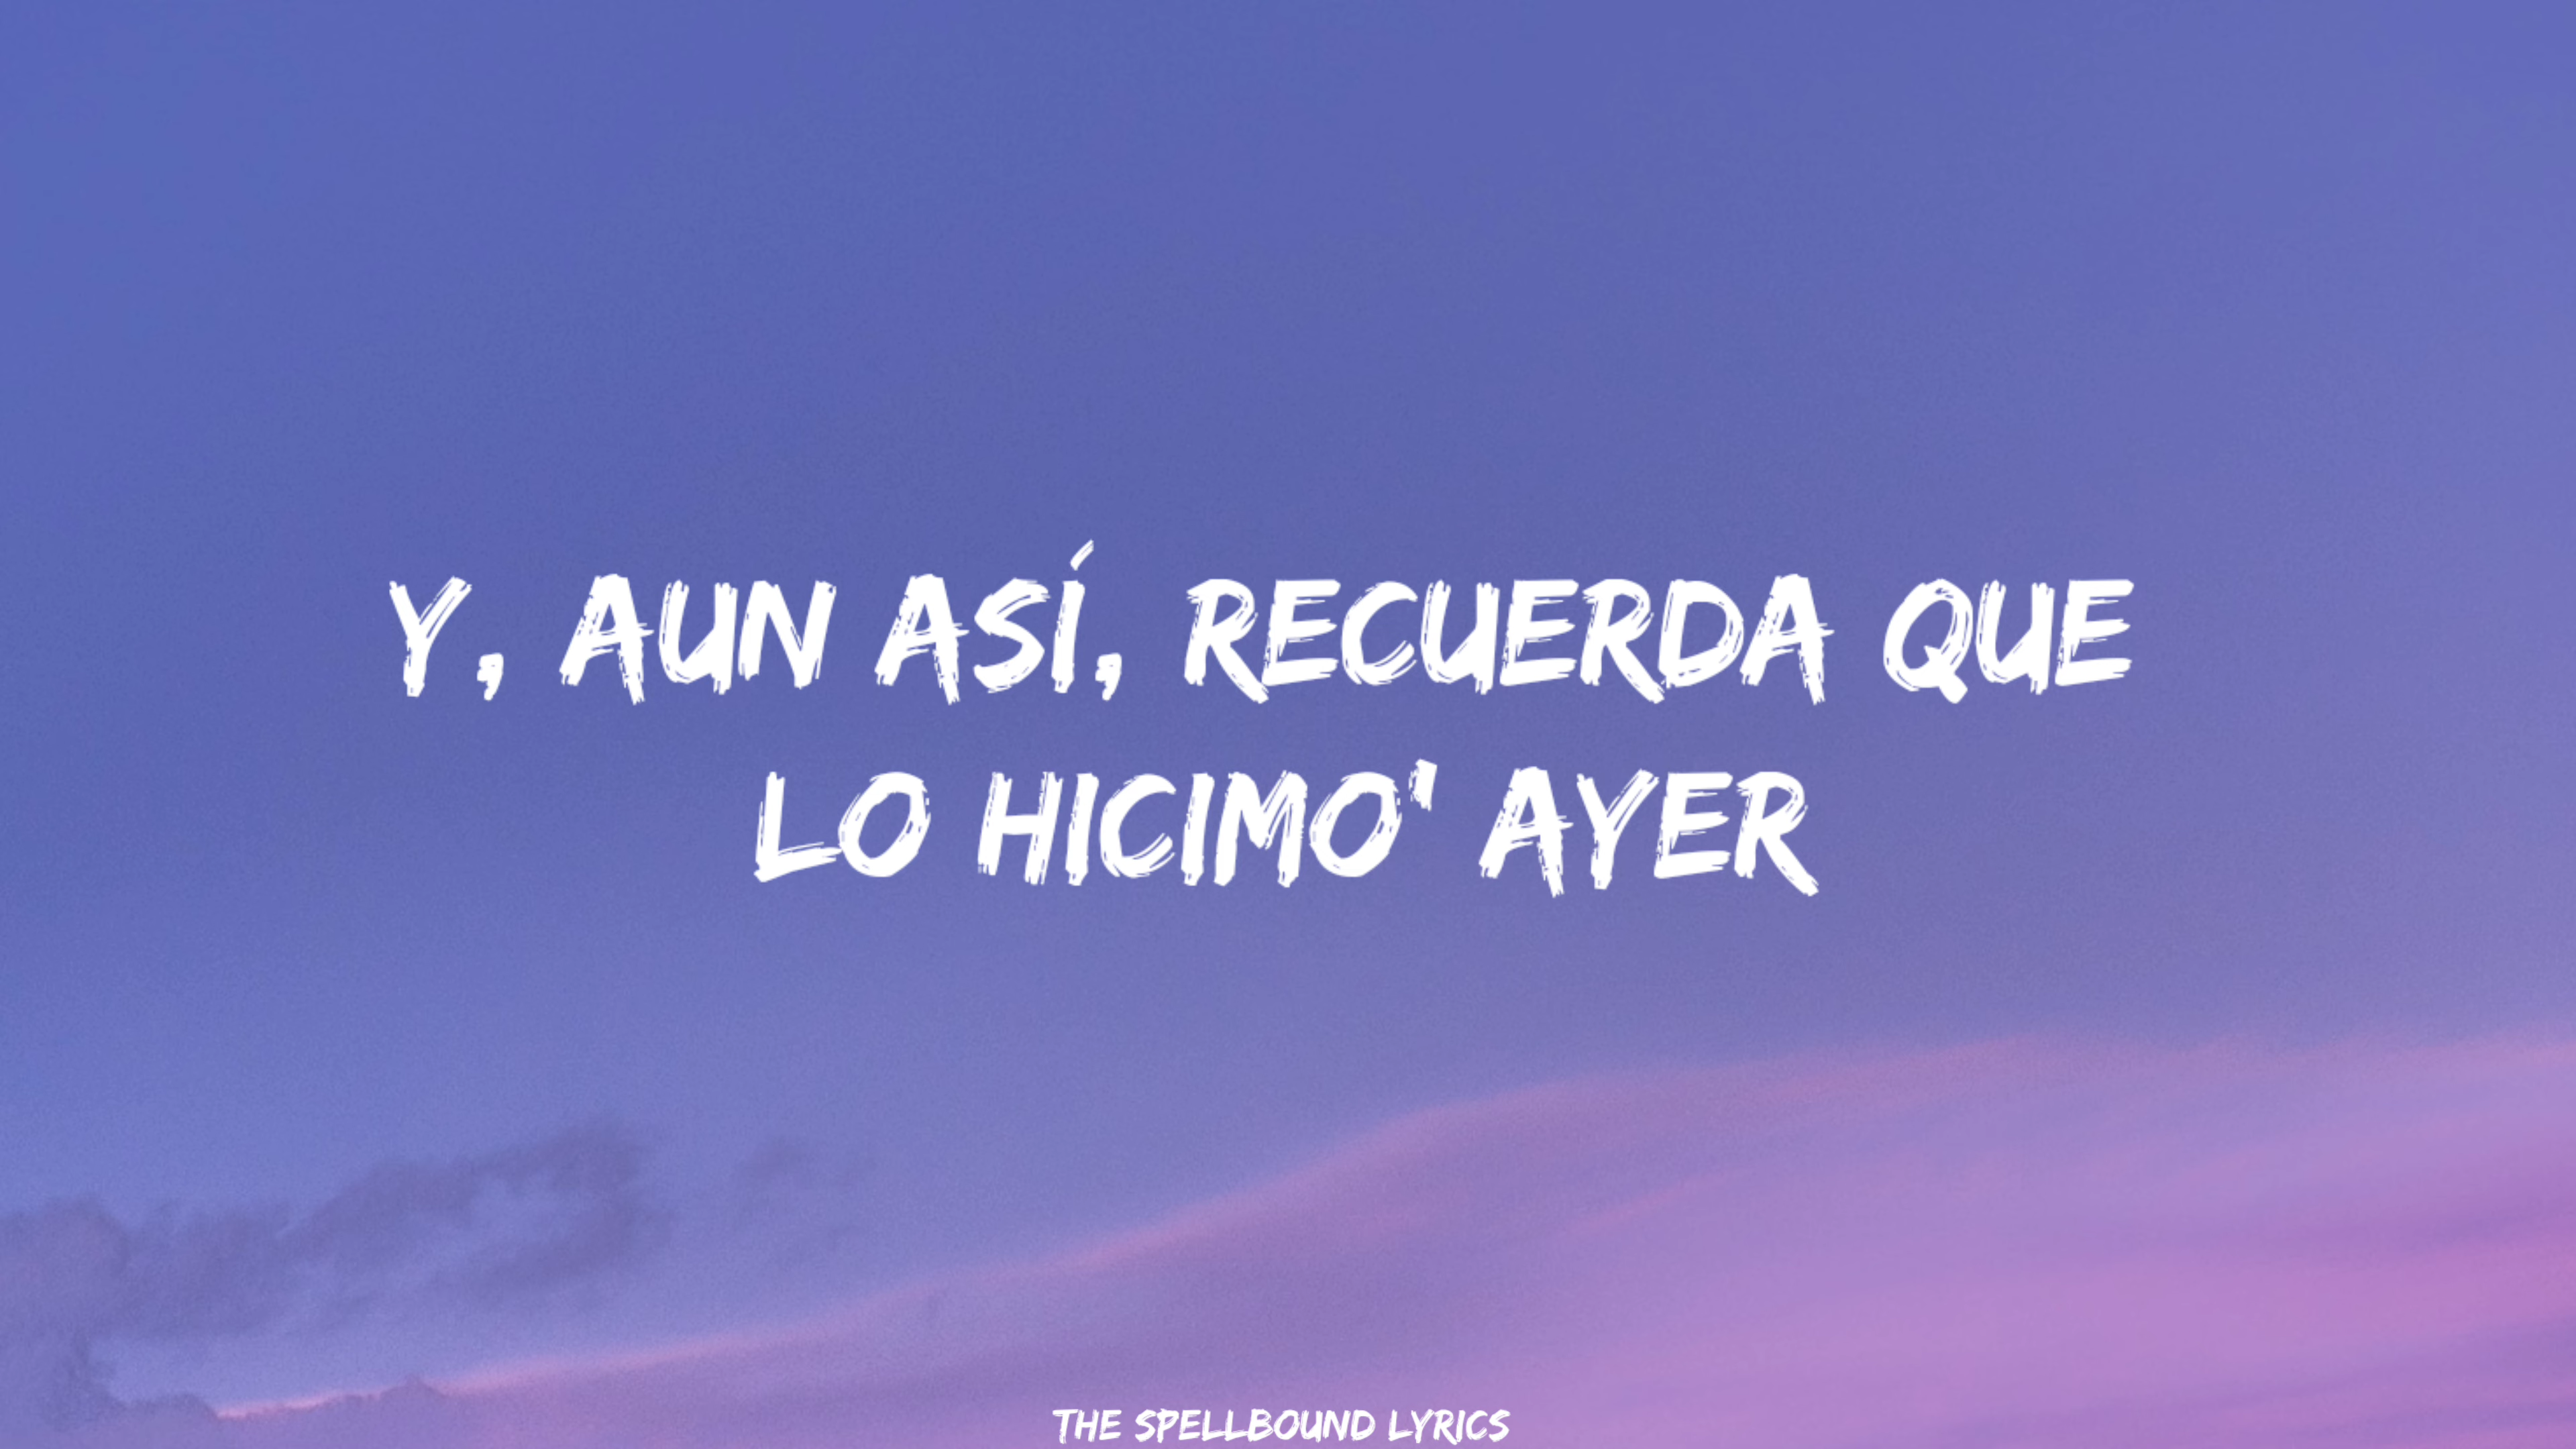 Y, AUN ASÍ, RECUERDA QUE
LO HICIMO' AYER
THE SPELLBOUND LYRICS